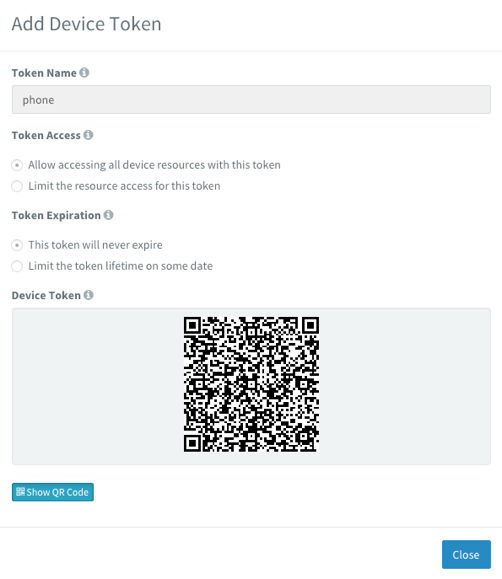 Add Device Token
Token Name
phone
Token Access
Allow accessing all device resources with this token
Limit the resource access for this token
Token Expiration
This token will never expire
Limit the token lifetime on some date
Device Token
Show QR Code
Close